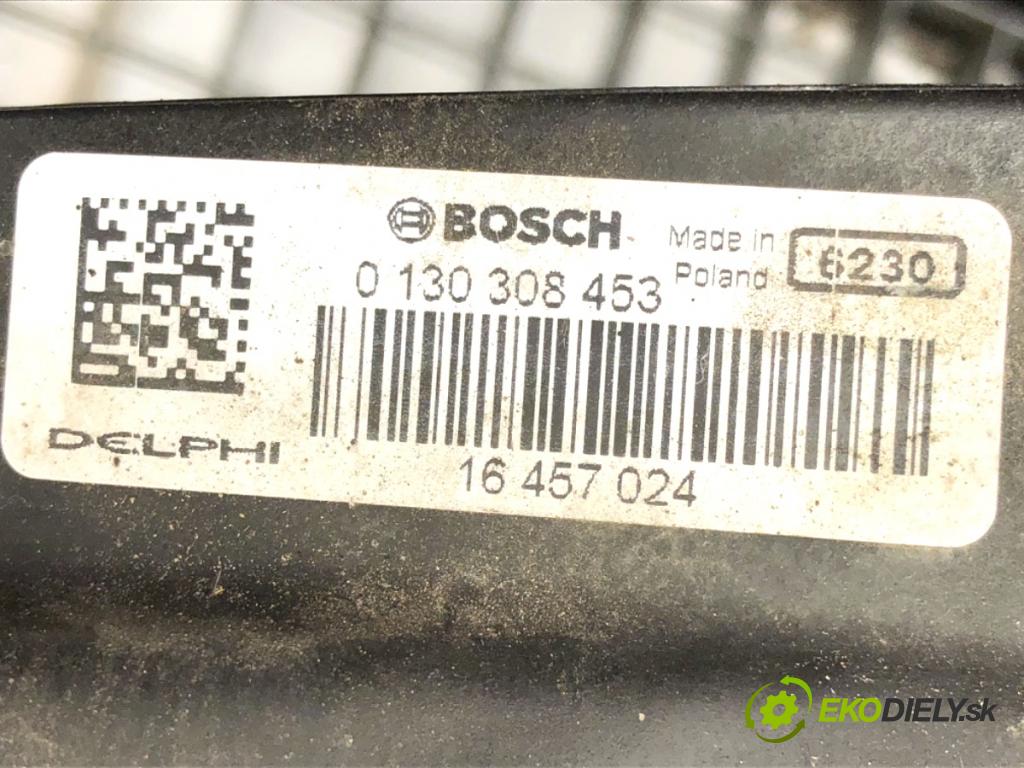 BOSCH
Made in
Poland
6230
0 130 308 453
DELPHI
16 457 024
EKODIELY.sk